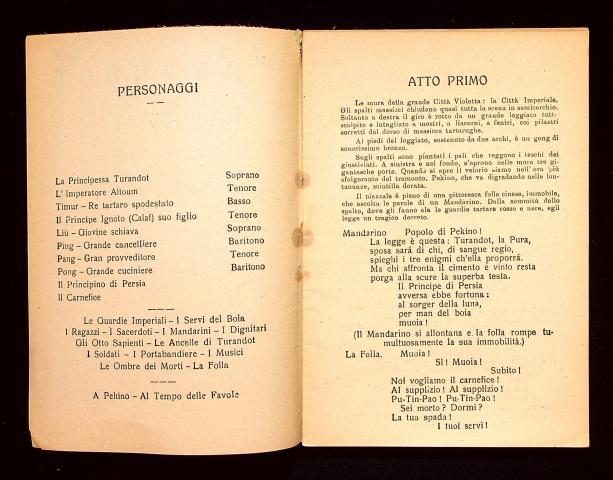 PERSONAGGI
La Principessa Turandot Soprano
L' Imperatore Altoum Tenore
Timur - Re tartaro spodestato Basso
Il Principe Ignoto (Calaf) suo figlio Tenore
Liù - Giovine schiava Soprano
Ping - Grande cancelliere Baritono
Pang - Gran provveditore Tenore
Pong - Grande cuciniere Baritono
Il Principino di Persia
Il Carnefice
Le Guardie Imperiali - I Servi del Boia
I Ragazzi - I Sacerdoti - I Mandarini - I Dignitari
Gli Otto Sapienti - Le Ancelle di Turandot
I Soldati - I Portabandiere - I Musici
Le Ombre dei Morti - La Folla
A Pehino - Al Tempo delle Favole
ATTO PRIMO
Le mura della grande Città Violetta : la Città Imperiale.
Gli spalti massicci chiudono quasi tutta la scena in semicerchio.
Soltanto a destra il giro è rotto da un grande loggiato tutt-
scolpito e intagliato a mostri, a liocorni, a fenici, coi pilastri
sorretti dal dorso di massicce tartarughe.
Ai piedi del loggiato, sostenuto da due archi, è un gong di
sonorissimo bronzo.
Sugli spalti sono piantati i pali che reggono i teschi dei
giustiziati. A sinistra e nel fondo, s'aprono nelle mura tre gi-
gantesche porte. Quando si apre il velario siamo nell'ora più
sfolgorante del tramonto. Pekino, che va digradando nelle lon-
tananze, scintilla dorata.
Il piazzale è pieno di una pittoresca folla cinese, immobile,
che ascolta le parole di un Mandarino. Dalla sommità dello
spalto, dove gli fanno ala le guardie tartare rosse e nere, egli
legge un tragico decreto.
Mandarino Popolo di Pekino !
La legge è questa : Turandot, la Pura,
sposa sará di chi, di sangue regio,
spieghi i tre enigmi ch'ella proporrá.
Ma chi affronta il cimento e vinto resta
porga alla scure la superba testa.
Il Principe di Persia
avversa ebbe fortuna :
al sorger della luna,
per man del boia
muoia !
(Il Mandarino si allontana e la folla rompe tu-
multuosamente la sua immobilità.)
La Folla. Muoia !
Sì ! Muoia !
Subito !
Noi vogliamo il carnefice !
Al supplizio ! Al supplizio !
Pu-Tin-Pao ! Pu-Tin-Pao !
Sei morto ? Dormi ?
La tua spada !
I tuoi servi !